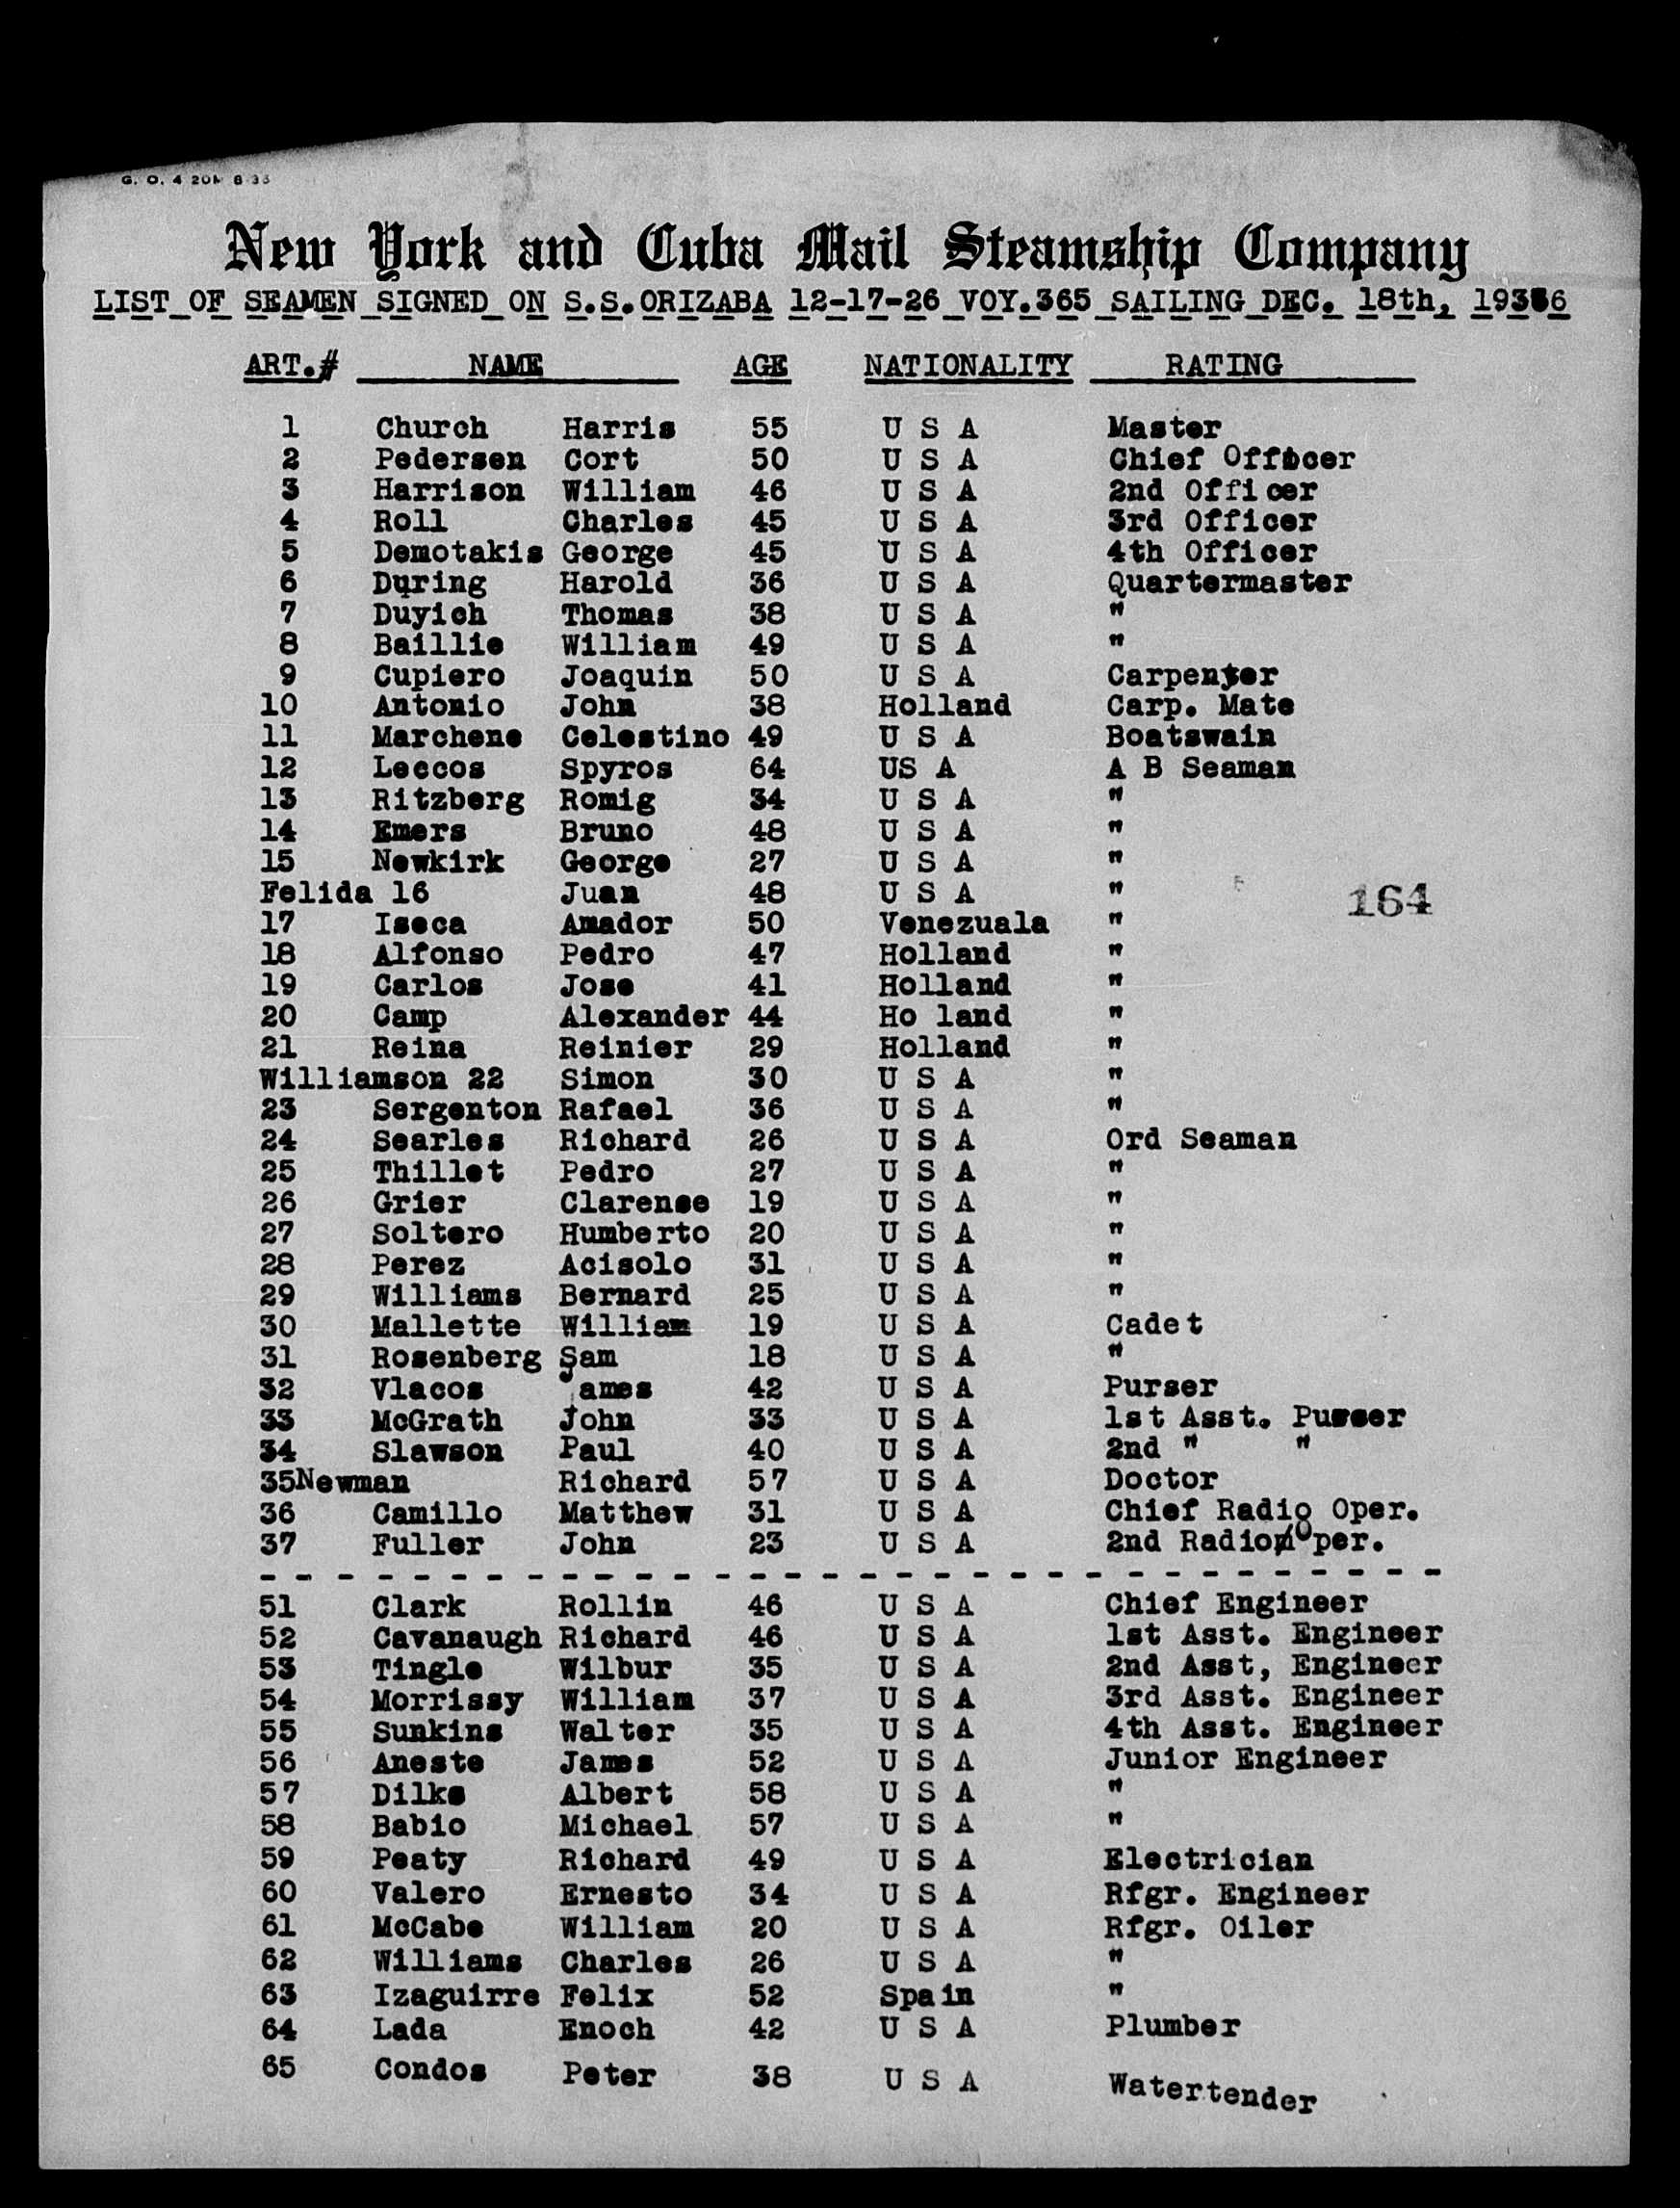 G. O. 4 20M 8 33
New York and Cuba Mail Steamship Company
LIST OF SEAMEN SIGNED ON S.S.ORIZABA 12-17-26 VOY.365 SAILING DEC. 18th, 1936
ART.# NAME AGE NATIONALITY RATING
1 Church Harris 55 U S A Master
2 Pedersen Cort 50 U S A Chief Officer
3 Harrison William 46 U S A 2nd Officer
4 Roll Charles 45 U S A 3rd Officer
5 Demotakis George 45 U S A 4th Officer
6 During Harold 36 U S A Quartermaster
7 Duyich Thomas 38 U S A "
8 Baillie William 49 U S A "
9 Cupiero Joaquin 50 U S A Carpenter
10 Antonio John 38 Holland Carp. Mate
11 Marchene Celestino 49 U S A Boatswain
12 Leccos Spyros 64 US A A B Seaman
13 Ritzberg Romig 34 U S A "
14 Emers Bruno 48 U S A "
15 Newkirk George 27 U S A "
Felida 16 Juan 48 U S A " 164
17 Iseca Amador 50 Venezuala "
18 Alfonso Pedro 47 Holland "
19 Carlos Jose 41 Holland "
20 Camp Alexander 44 Ho land "
21 Reina Reinier 29 Holland "
Williamson 22 Simon 30 U S A "
23 Sergenton Rafael 36 U S A "
24 Searles Richard 26 U S A Ord Seaman
25 Thillet Pedro 27 U S A "
26 Grier Clarense 19 U S A "
27 Soltero Humberto 20 U S A "
28 Perez Acisolo 31 U S A "
29 Williams Bernard 25 U S A "
30 Mallette William 19 U S A Cadet
31 Rosenberg Sam 18 U S A "
32 Vlacos James 42 U S A Purser
33 McGrath John 33 U S A 1st Asst. Purser
34 Slawson Paul 40 U S A 2nd " "
35Newman Richard 57 U S A Doctor
36 Camillo Matthew 31 U S A Chief Radio Oper.
37 Fuller John 23 U S A 2nd Radio Oper.
- - - - - - - - - - - - - - - - - - - - - - - - - - - - - -
51 Clark Rollin 46 U S A Chief Engineer
52 Cavanaugh Richard 46 U S A 1st Asst. Engineer
53 Tingle Wilbur 35 U S A 2nd Asst, Engineer
54 Morrissy William 37 U S A 3rd Asst. Engineer
55 Sunkins Walter 35 U S A 4th Asst. Engineer
56 Aneste James 52 U S A Junior Engineer
57 Dilks Albert 58 U S A "
58 Babio Michael 57 U S A "
59 Peaty Richard 49 U S A Electrician
60 Valero Ernesto 34 U S A Rfgr. Engineer
61 McCabe William 20 U S A Rfgr. Oiler
62 Williams Charles 26 U S A "
63 Izaguirre Felix 52 Spain "
64 Lada Enoch 42 U S A Plumber
65 Condos Peter 38 U S A Watertender